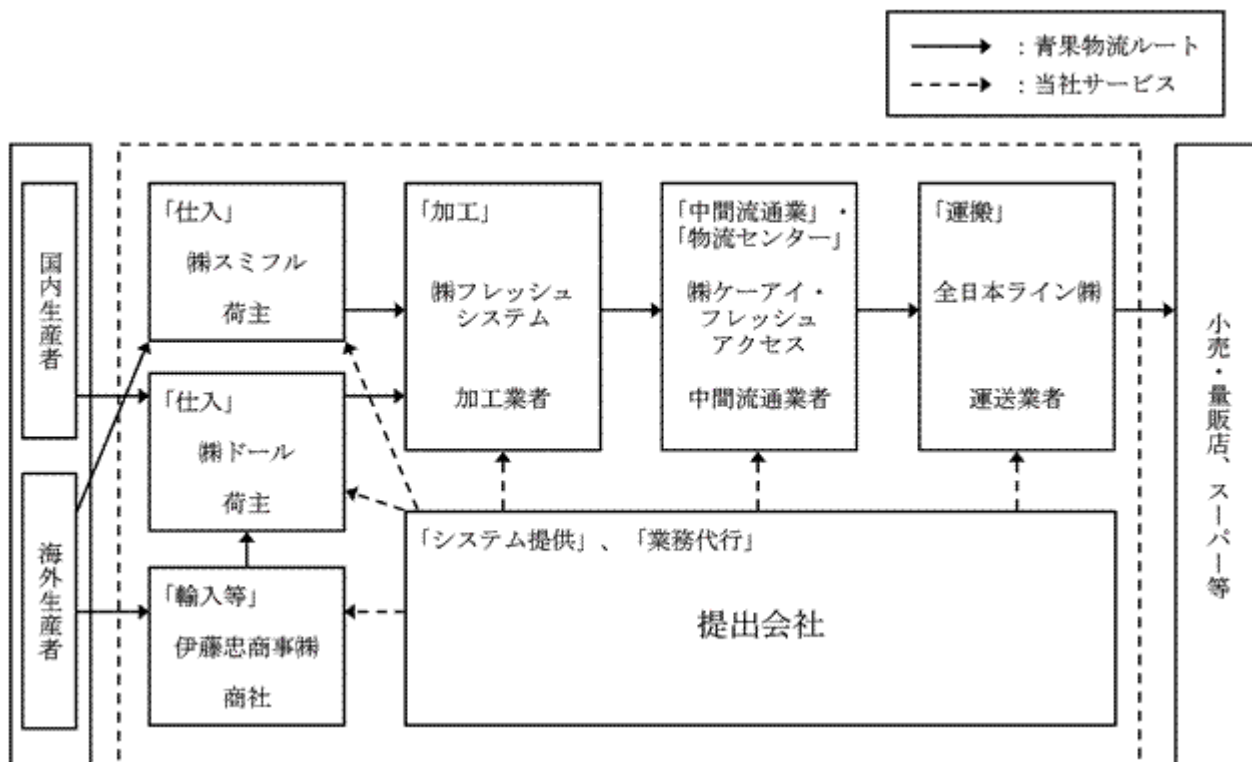 ：青果物流ルート
：当社サービス
国内生産者
海外生産者
「仕入」
㈱スミフル
荷主
「仕入」
㈱ドール
荷主
「輸入等」
伊藤忠商事㈱
商社
「加工」
㈱フレッシュ
システム
加工業者
「中間流通業」・
「物流センター」
㈱ケーアイ・
フレッシュ
アクセス
中間流通業者
「運搬」
全日本ライン㈱
運送業者
「システム提供」、「業務代行」
提出会社
小売・量販店、スーパー等